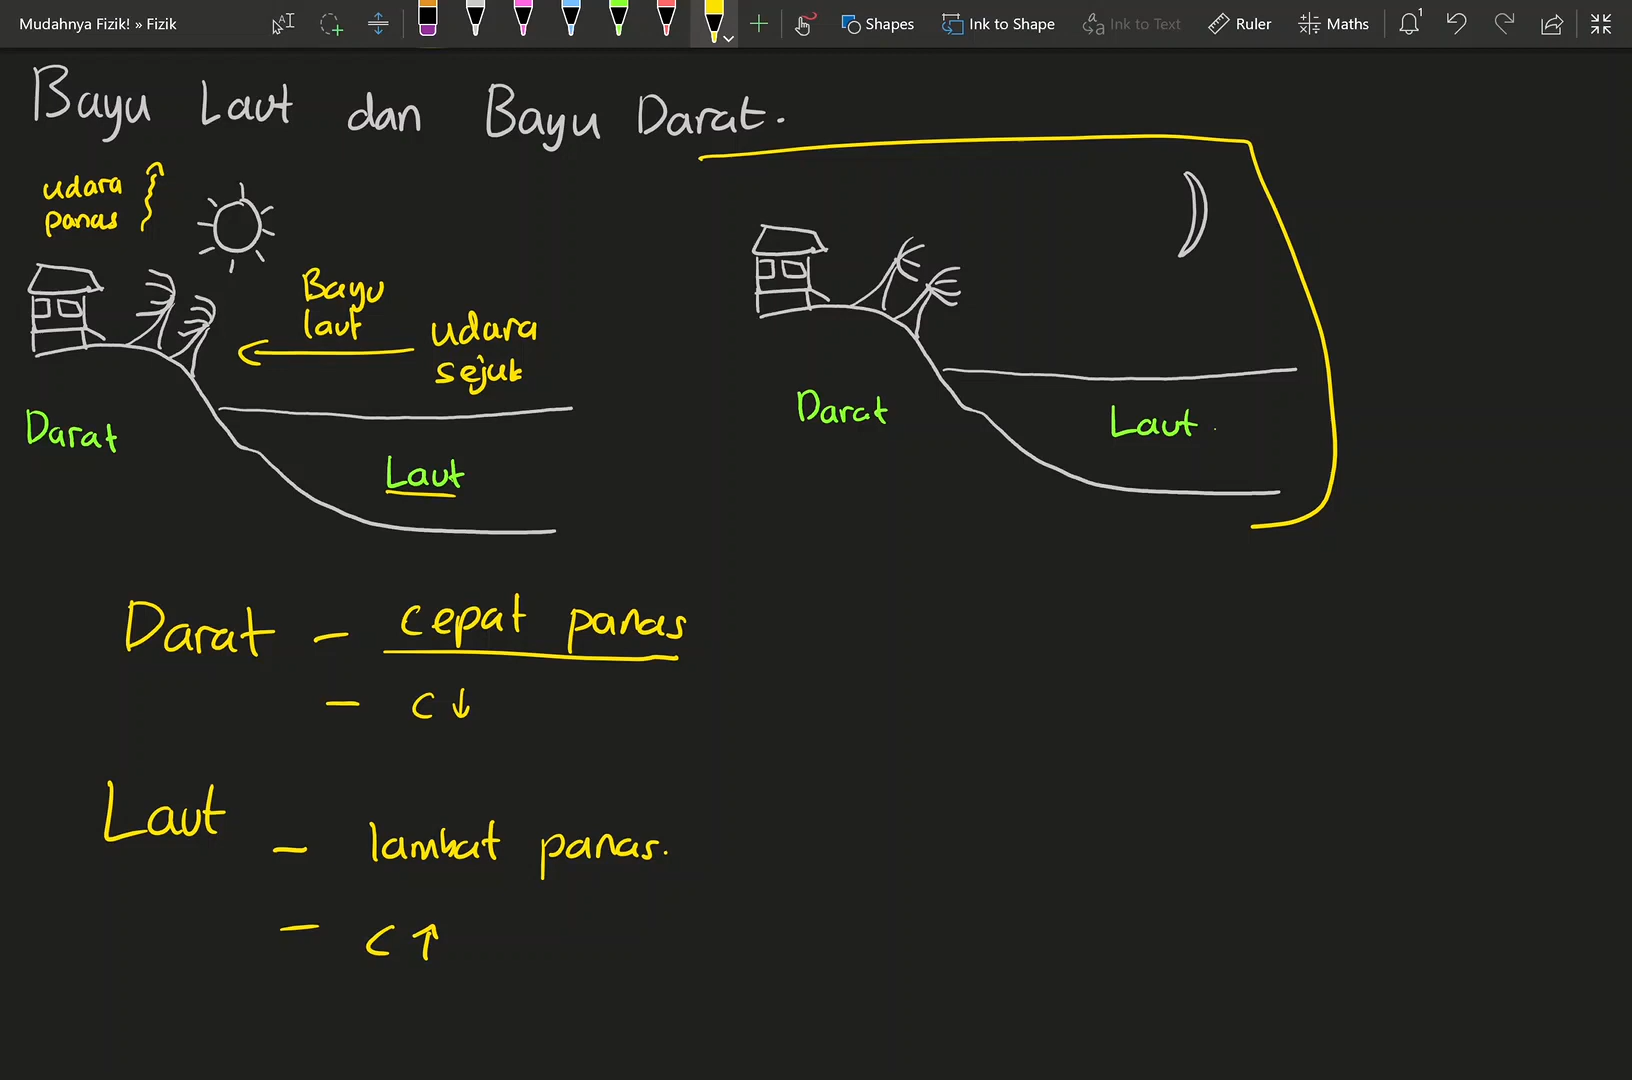 Mudahnya Fizik! » Fizik
Shapes
Ink to Shape
Ink to Text
Ruler
Maths
1
Bayu Laut dan Bayu Darat.
udara
panas
Bayu
laut
udara
sejuk
Darat
Laut
Darat
Laut
Darat - cepat panas
- c↓
Laut
- lambat panas.
- c↑